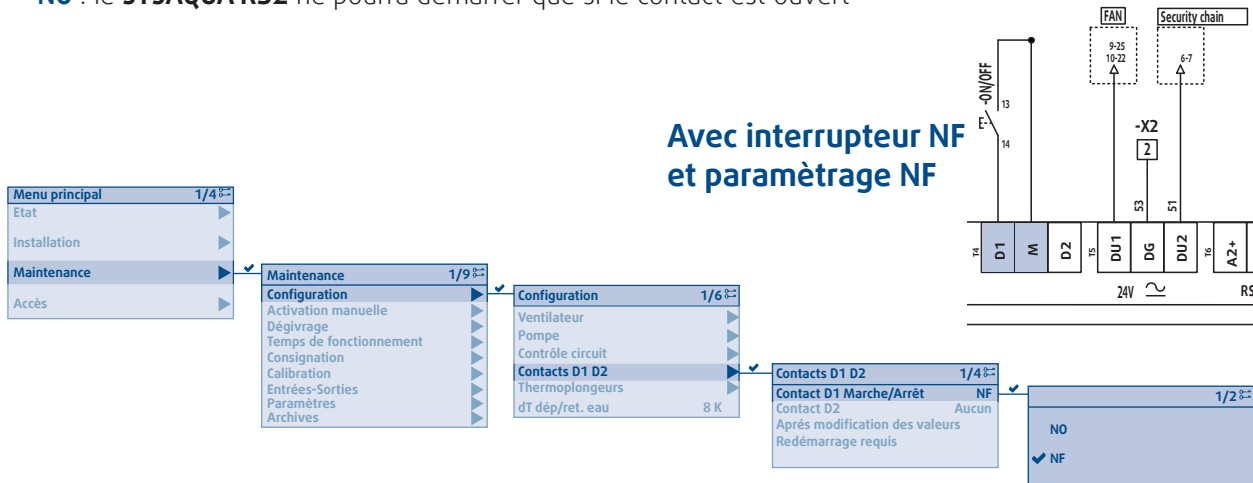 NO : le SYSAQUA R32 ne pourra démarrer que si le contact est ouvert
FAN
Security chain
9-25
10-22
6-7
-ON/OFF
13
E
14
-X2
2
53
51
Avec interrupteur NF
et paramètrage NF
T4
D1
M
D2
T5
DU1
DG
DU2
T6
A2+
24V
RS
Menu principal 1/4
Etat
Installation
Maintenance
Accès
Maintenance 1/9
Configuration
Activation manuelle
Dégivrage
Temps de fonctionnement
Consignation
Calibration
Entrées-Sorties
Paramètres
Archives
Configuration 1/6
Ventilateur
Pompe
Contrôle circuit
Contacts D1 D2
Thermoplongeurs
dT dép/ret. eau 8 K
Contacts D1 D2 1/4
Contact D1 Marche/Arrêt NF
Contact D2 Aucun
Aprés modification des valeurs
Redémarrage requis
1/2
NO
NF